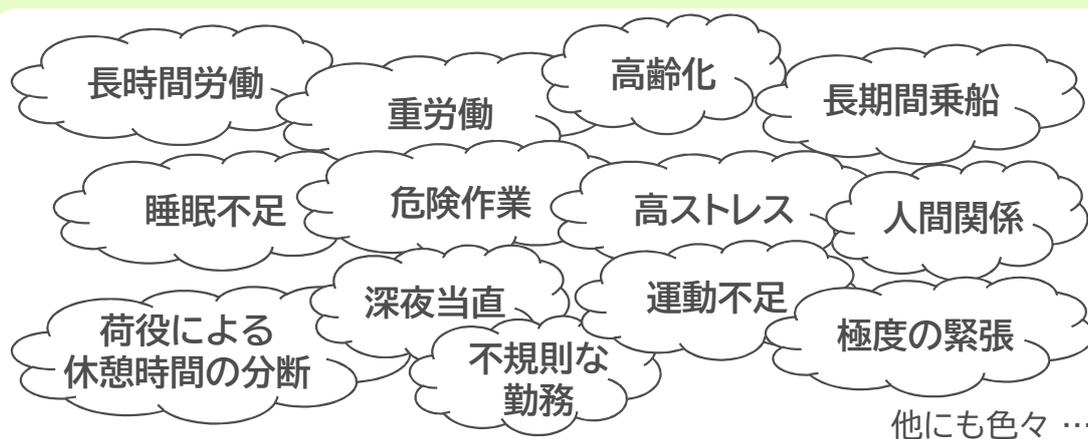 長時間労働
重労働
高齢化
長期間乗船
睡眠不足
危険作業
高ストレス
人間関係
荷役による
休憩時間の分断
深夜当直
不規則な
勤務
運動不足
極度の緊張
他にも色々 …